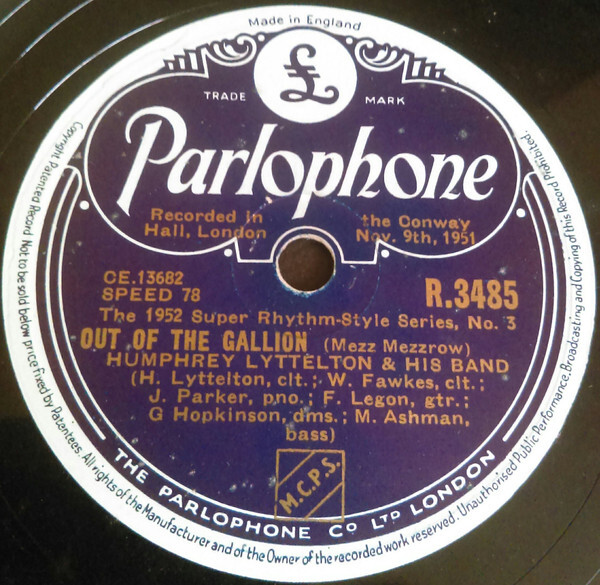 Made in England
£
TRADE MARK
Parlophone
Recorded in the Conway
Hall, London Nov. 9th, 1951
CE.13682
SPEED 78
R.3485
The 1952 Super Rhythm-Style Series, No. 3
OUT OF THE GALLION (Mezz Mezzrow)
HUMPHREY LYTTELTON & HIS BAND
(H. Lyttelton, clt.; W. Fawkes, clt.;
J. Parker, pno.; F. Legon, gtr.;
G Hopkinson, dms.; M. Ashman,
bass)
M.C.P.S.
THE PARLOPHONE CO LTD LONDON
Copyright Patented Record Not to be sold below price fixed by Patentees. All rights of the Manufacturer and of the Owner of the recorded work reserved. Unauthorised Public Performance, Broadcasting and Copying of this Record Prohibited.